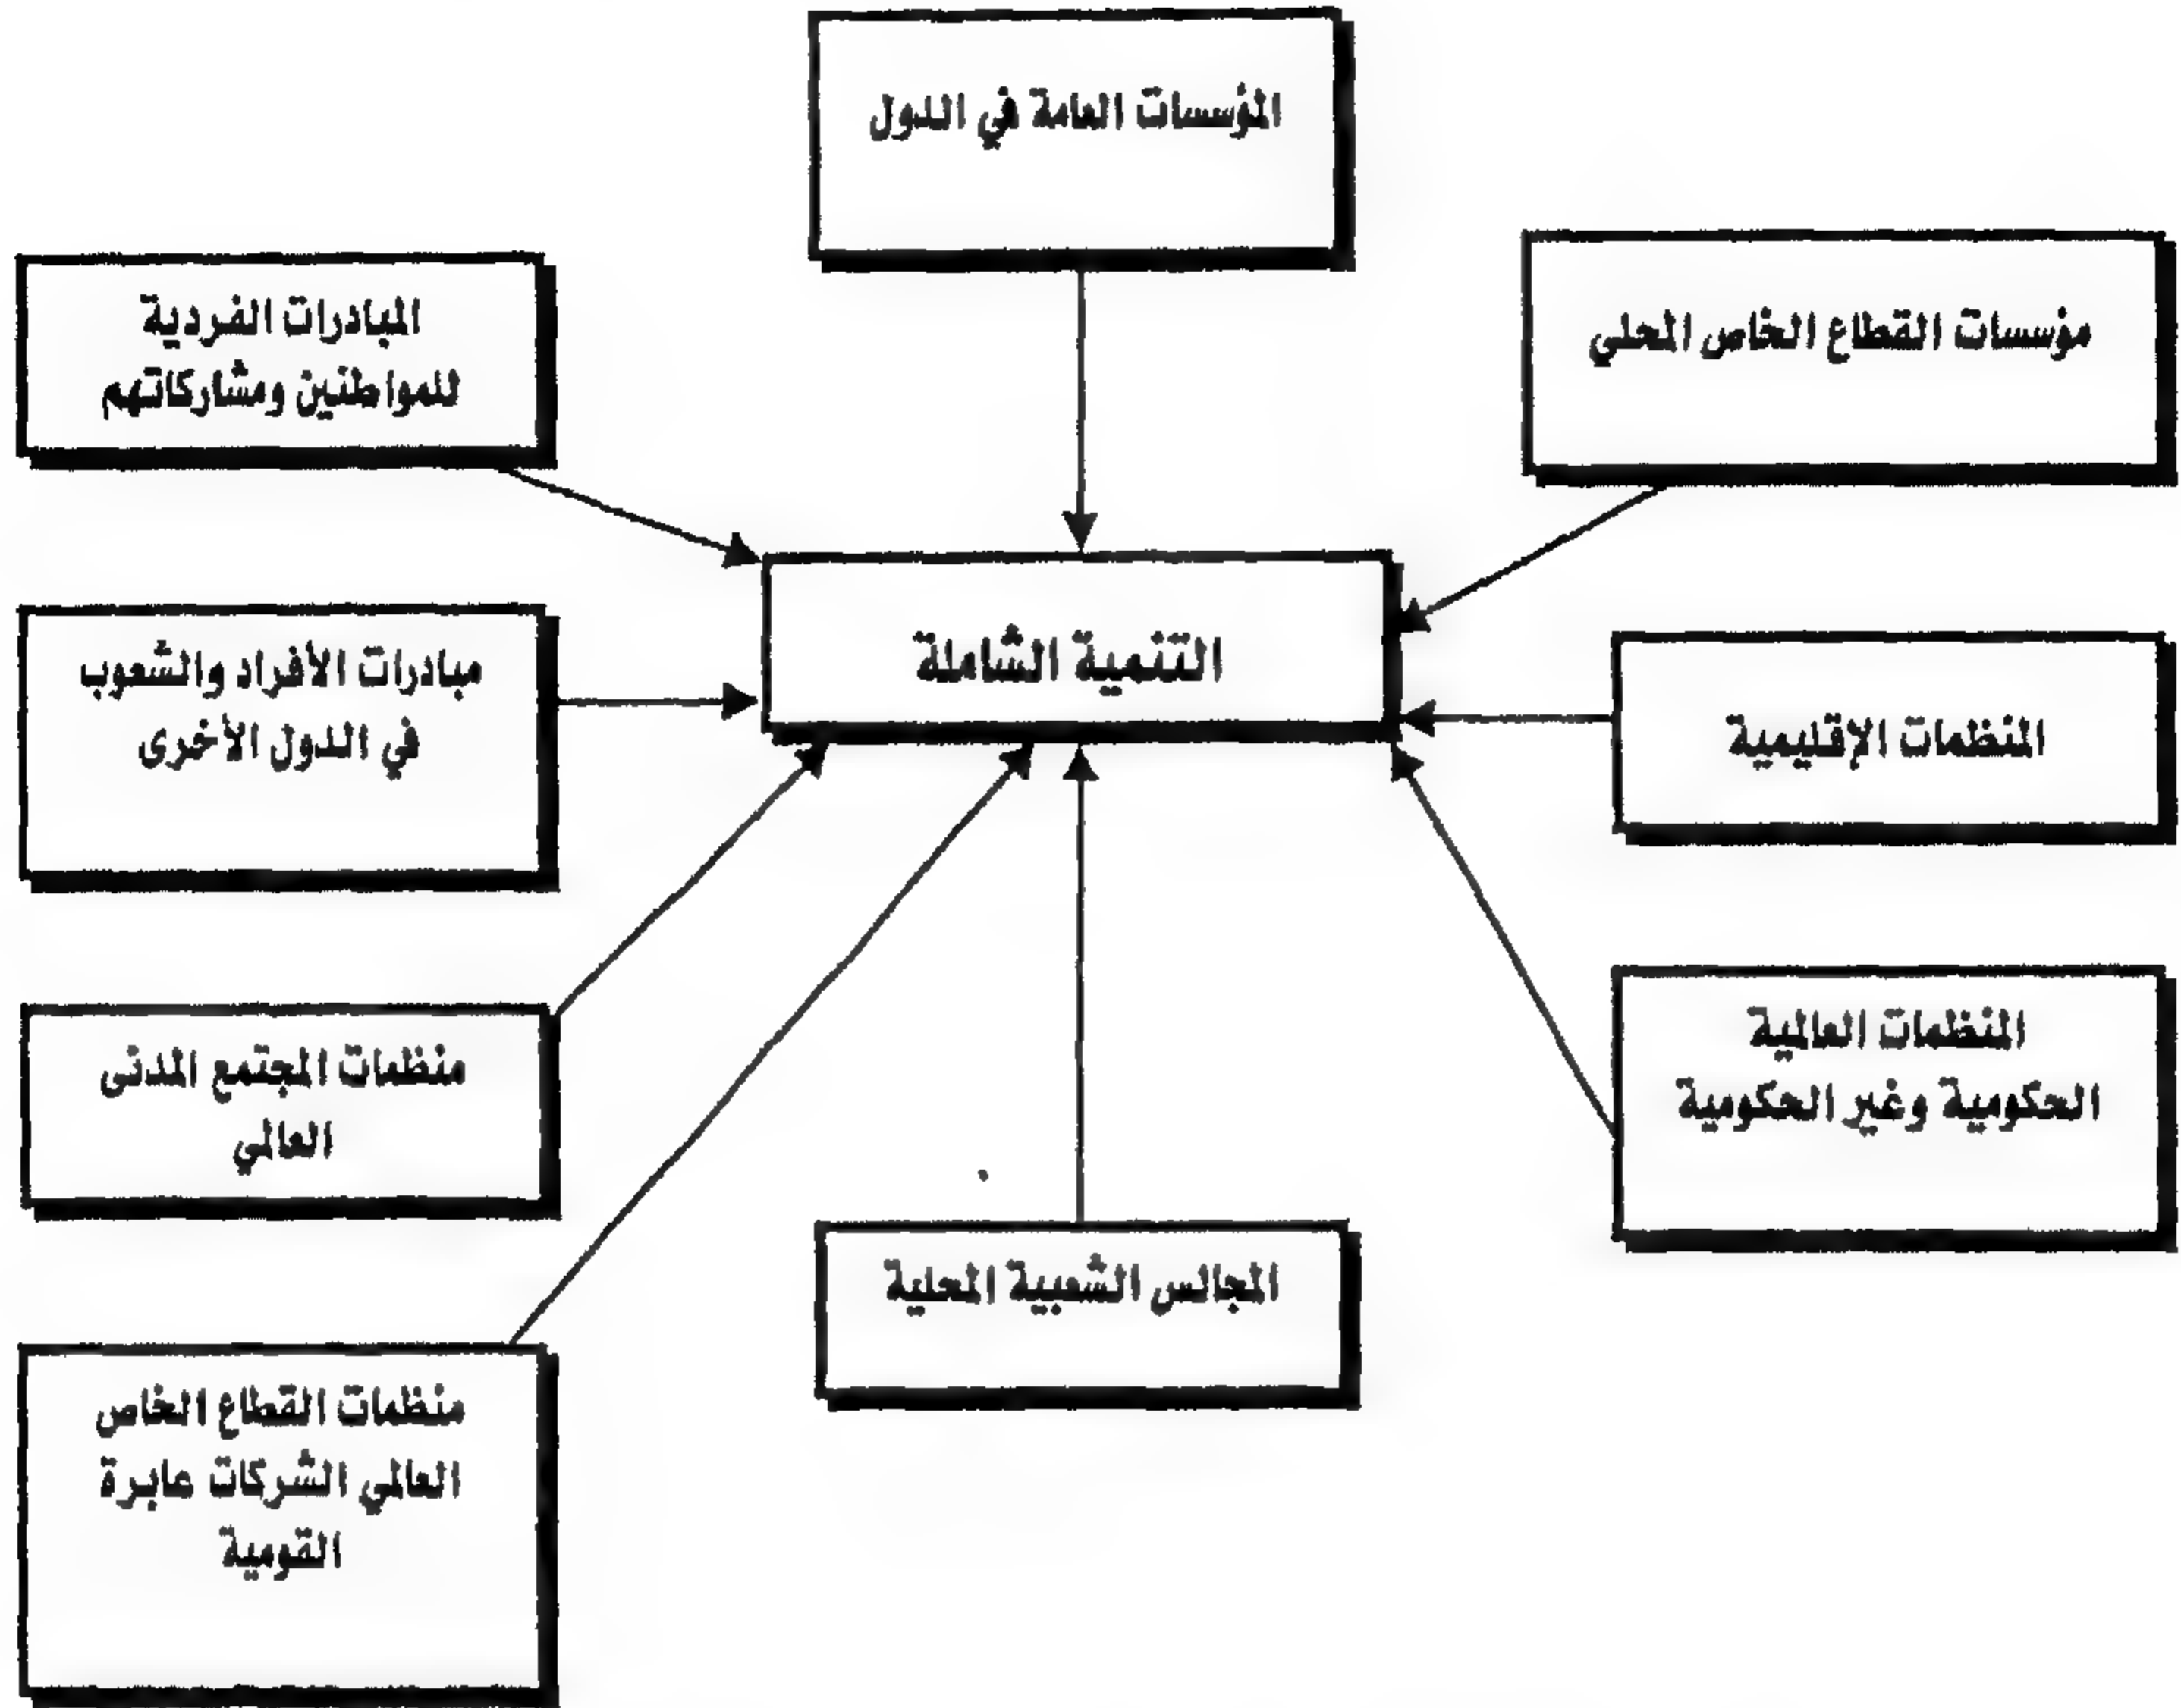 المؤسسات العامة في الدول
مؤسسات القطاع الخاص المحلي
المبادرات الفردية
للمواطنين ومشاركاتهم
التنمية الشاملة
مبادرات الأفراد والشعوب
في الدول الأخرى
المنظمات الإقليمية
المنظمات العالمية
الحكومية وغير الحكومية
منظمات المجتمع المدنى
العالمي
المجالس الشعبية المحلية
منظمات القطاع الخاص
العالمي الشركات عابرة
القومية